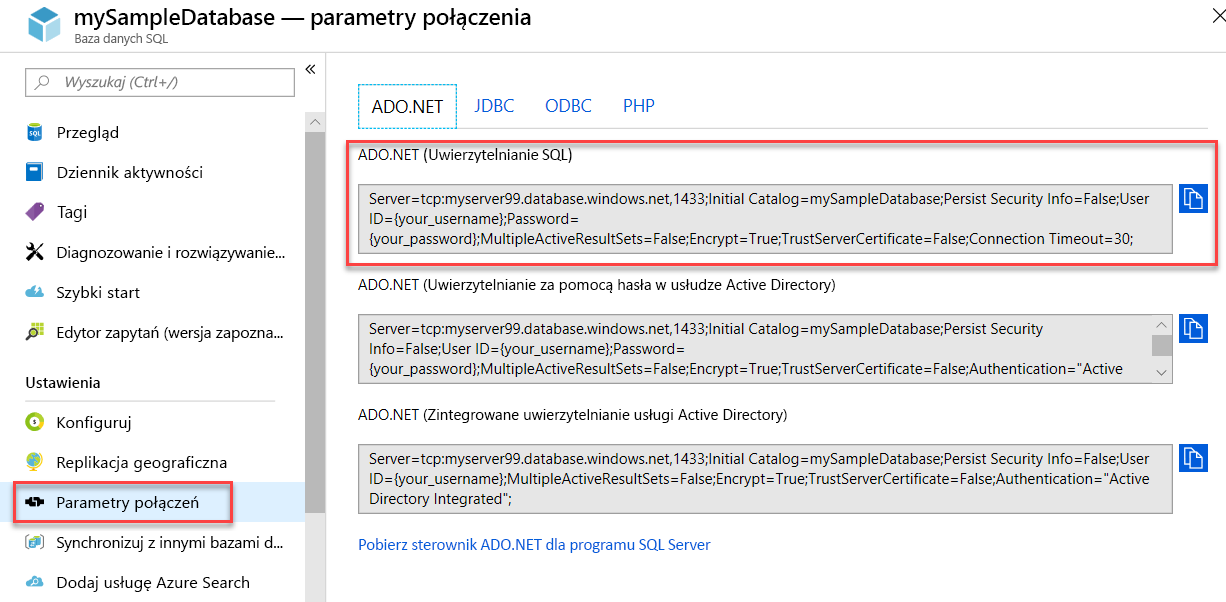 mySampleDatabase — parametry połączenia
Baza danych SQL
Wyszukaj (Ctrl+/)
Przegląd
Dziennik aktywności
Tagi
Diagnozowanie i rozwiązywanie...
Szybki start
Edytor zapytań (wersja zapozna...
Ustawienia
Konfiguruj
Replikacja geograficzna
Parametry połączeń
Synchronizuj z innymi bazami d...
Dodaj usługę Azure Search
ADO.NET JDBC ODBC PHP
ADO.NET (Uwierzytelnianie SQL)
Server=tcp:myserver99.database.windows.net,1433;Initial Catalog=mySampleDatabase;Persist Security Info=False;User
ID={your_username};Password=
{your_password};MultipleActiveResultSets=False;Encrypt=True;TrustServerCertificate=False;Connection Timeout=30;
ADO.NET (Uwierzytelnianie za pomocą hasła w usłudze Active Directory)
Server=tcp:myserver99.database.windows.net,1433;Initial Catalog=mySampleDatabase;Persist Security
Info=False;User ID={your_username};Password=
{your_password};MultipleActiveResultSets=False;Encrypt=True;TrustServerCertificate=False;Authentication="Active
ADO.NET (Zintegrowane uwierzytelnianie usługi Active Directory)
Server=tcp:myserver99.database.windows.net,1433;Initial Catalog=mySampleDatabase;Persist Security Info=False;User
ID={your_username};MultipleActiveResultSets=False;Encrypt=True;TrustServerCertificate=False;Authentication="Active
Directory Integrated";
Pobierz sterownik ADO.NET dla programu SQL Server